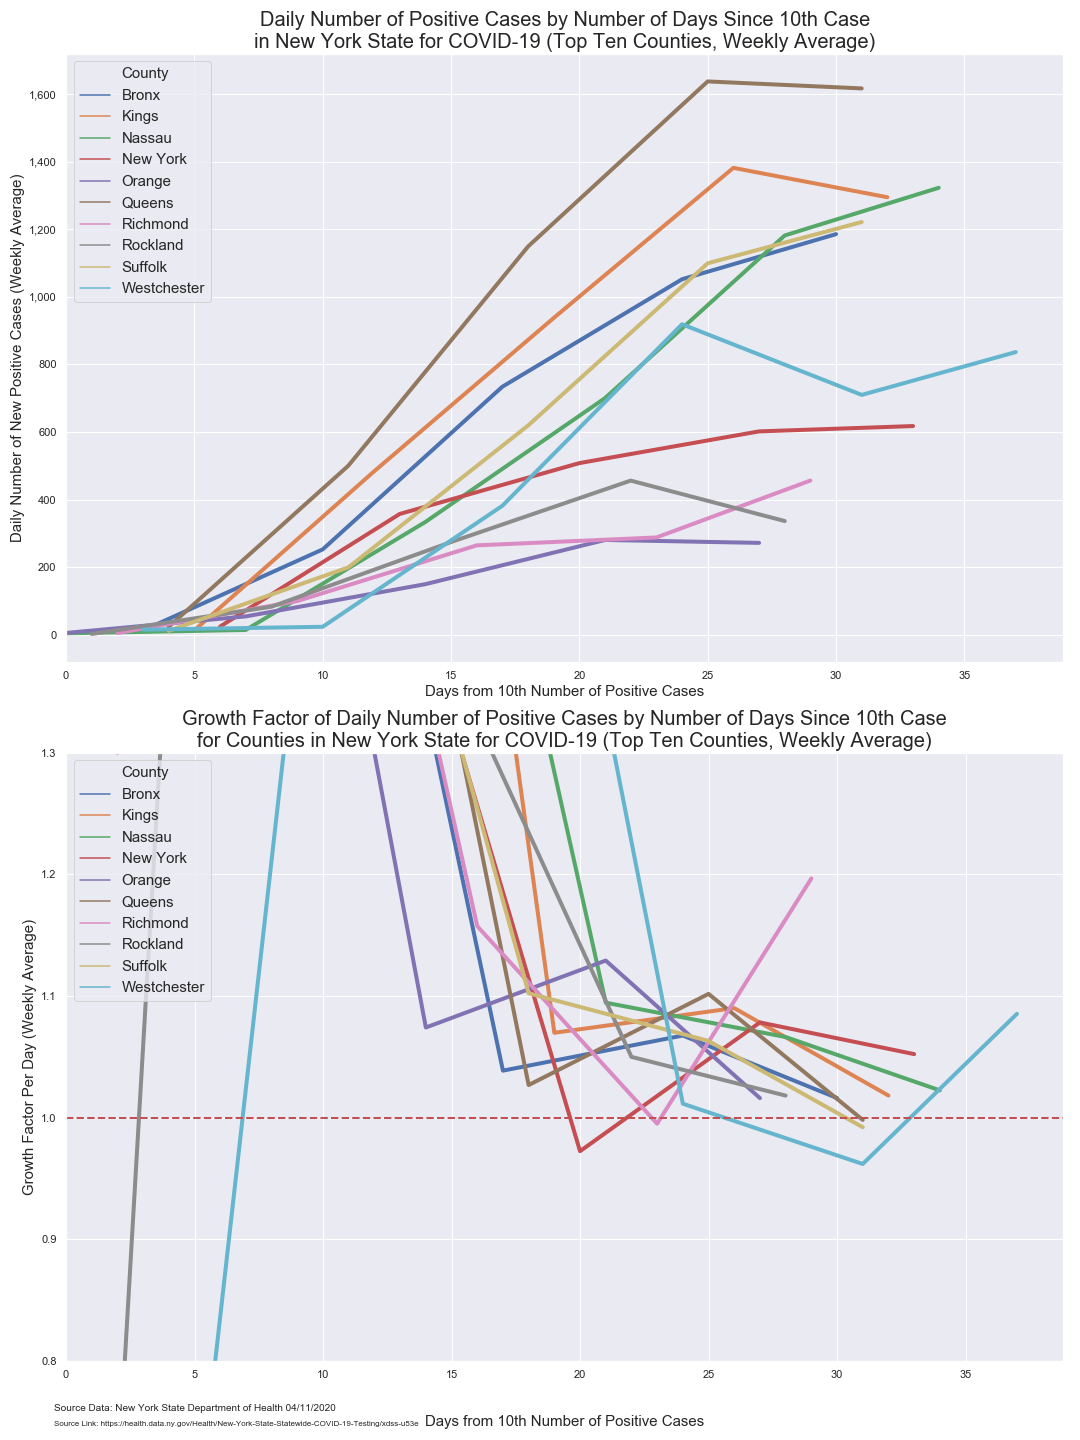 Daily Number of Positive Cases by Number of Days Since 10th Case
in New York State for COVID-19 (Top Ten Counties, Weekly Average)
Daily Number of New Positive Cases (Weekly Average)
1,600
1,400
1,200
1,000
800
600
400
200
0
County
Bronx
Kings
Nassau
New York
Orange
Queens
Richmond
Rockland
Suffolk
Westchester
0 5 10 15 20 25 30 35
Days from 10th Number of Positive Cases
Growth Factor of Daily Number of Positive Cases by Number of Days Since 10th Case
for Counties in New York State for COVID-19 (Top Ten Counties, Weekly Average)
Growth Factor Per Day (Weekly Average)
1.3
1.2
1.1
1.0
0.9
0.8
County
Bronx
Kings
Nassau
New York
Orange
Queens
Richmond
Rockland
Suffolk
Westchester
0 5 10 15 20 25 30 35
Source Data: New York State Department of Health 04/11/2020
Source Link: https://health.data.ny.gov/Health/New-York-State-Statewide-COVID-19-Testing/xdss-u53e
Days from 10th Number of Positive Cases